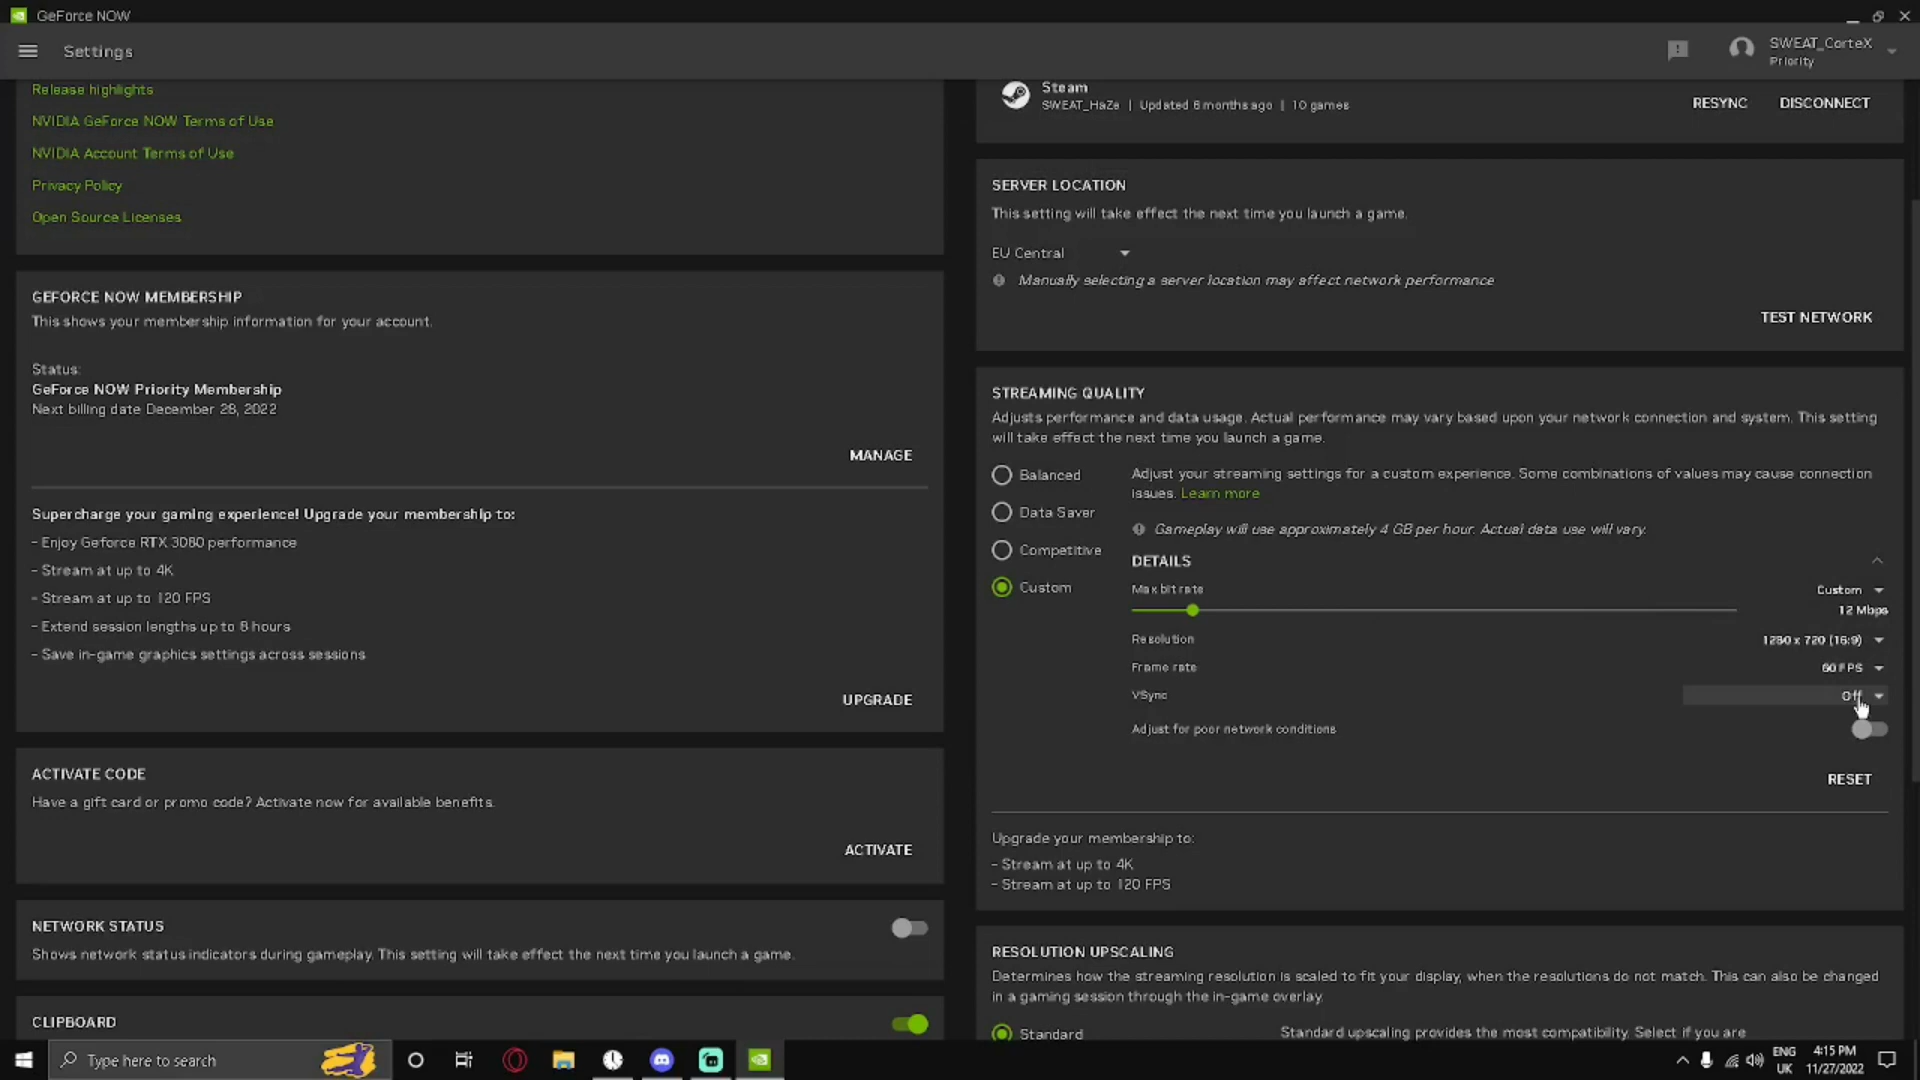 GeForce NOW
Settings
SWEAT_CorteX
Priority
Release highlights
NVIDIA GeForce NOW Terms of Use
NVIDIA Account Terms of Use
Privacy Policy
Open Source Licenses
GEFORCE NOW MEMBERSHIP
This shows your membership information for your account.
Status:
GeForce NOW Priority Membership
Next billing date December 28, 2022
MANAGE
Supercharge your gaming experience! Upgrade your membership to:
- Enjoy Geforce RTX 3080 performance
- Stream at up to 4K
- Stream at up to 120 FPS
- Extend session lengths up to 8 hours
- Save in-game graphics settings across sessions
UPGRADE
ACTIVATE CODE
Have a gift card or promo code? Activate now for available benefits.
ACTIVATE
NETWORK STATUS
Shows network status indicators during gameplay. This setting will take effect the next time you launch a game.
CLIPBOARD
Steam
SWEAT_HaZe | Updated 6 months ago | 10 games
RESYNC DISCONNECT
SERVER LOCATION
This setting will take effect the next time you launch a game.
EU Central
Manually selecting a server location may affect network performance
TEST NETWORK
STREAMING QUALITY
Adjusts performance and data usage. Actual performance may vary based upon your network connection and system. This setting
will take effect the next time you launch a game.
Balanced
Data Saver
Competitive
Custom
Adjust your streaming settings for a custom experience. Some combinations of values may cause connection
issues. Learn more
Gameplay will use approximately 4 GB per hour. Actual data use will vary.
DETAILS
Max bit rate Custom
12 Mbps
Resolution 1280 x 720 (16:9)
Frame rate 60 FPS
VSync Off
Adjust for poor network conditions
RESET
Upgrade your membership to:
- Stream at up to 4K
- Stream at up to 120 FPS
RESOLUTION UPSCALING
Determines how the streaming resolution is scaled to fit your display, when the resolutions do not match. This can also be changed
in a gaming session through the in-game overlay.
Standard Standard upscaling provides the most compatibility. Select if you are
Type here to search
ENG
UK
4:15 PM
11/27/2022